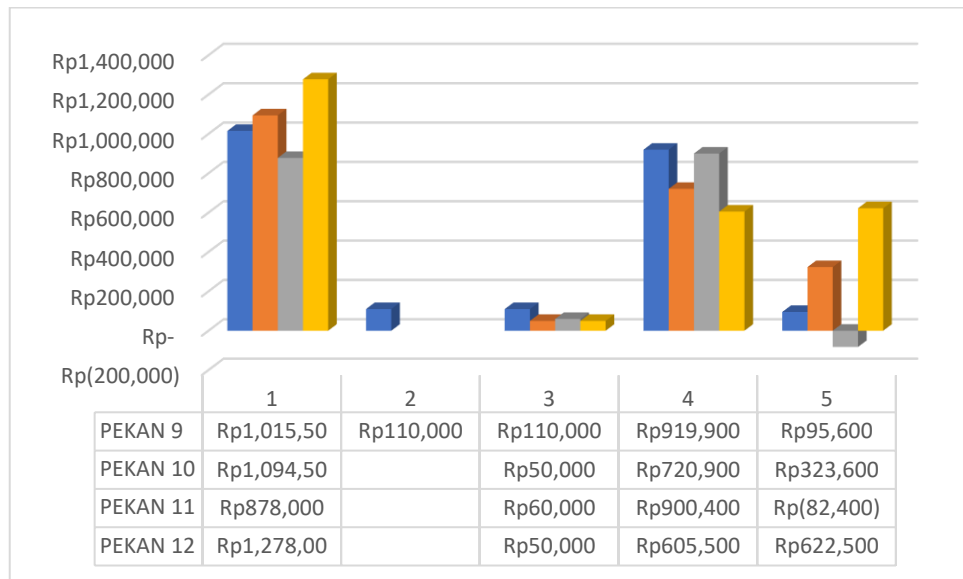 Rp1,400,000
Rp1,200,000
Rp1,000,000
Rp800,000
Rp600,000
Rp400,000
Rp200,000
Rp-
Rp(200,000)
1 2 3 4 5
PEKAN 9 Rp1,015,50 Rp110,000 Rp110,000 Rp919,900 Rp95,600
PEKAN 10 Rp1,094,50 Rp50,000 Rp720,900 Rp323,600
PEKAN 11 Rp878,000 Rp60,000 Rp900,400 Rp(82,400)
PEKAN 12 Rp1,278,00 Rp50,000 Rp605,500 Rp622,500